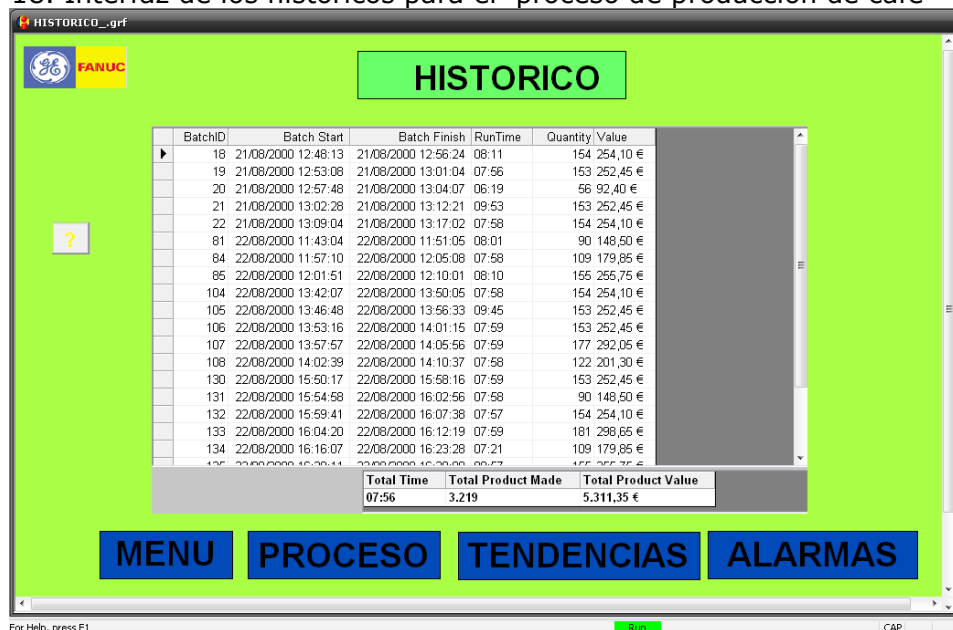 18. Interfaz de los históricos para el proceso de producción de café
HISTORICO_.grf
GE FANUC
HISTORICO
BatchID Batch Start Batch Finish RunTime Quantity Value
18 21/08/2000 12:48:13 21/08/2000 12:56:24 08:11 154 254,10 €
19 21/08/2000 12:53:08 21/08/2000 13:01:04 07:56 153 252,45 €
20 21/08/2000 12:57:48 21/08/2000 13:04:07 06:19 56 92,40 €
21 21/08/2000 13:02:28 21/08/2000 13:12:21 09:53 153 252,45 €
22 21/08/2000 13:09:04 21/08/2000 13:17:02 07:58 154 254,10 €
81 22/08/2000 11:43:04 22/08/2000 11:51:05 08:01 90 148,50 €
84 22/08/2000 11:57:10 22/08/2000 12:05:08 07:58 109 179,85 €
85 22/08/2000 12:01:51 22/08/2000 12:10:01 08:10 155 255,75 €
104 22/08/2000 13:42:07 22/08/2000 13:50:05 07:58 154 254,10 €
105 22/08/2000 13:46:48 22/08/2000 13:56:33 09:45 153 252,45 €
106 22/08/2000 13:53:16 22/08/2000 14:01:15 07:59 153 252,45 €
107 22/08/2000 13:57:57 22/08/2000 14:05:56 07:59 177 292,05 €
108 22/08/2000 14:02:39 22/08/2000 14:10:37 07:58 122 201,30 €
130 22/08/2000 15:50:17 22/08/2000 15:58:16 07:59 153 252,45 €
131 22/08/2000 15:54:58 22/08/2000 16:02:56 07:58 90 148,50 €
132 22/08/2000 15:59:41 22/08/2000 16:07:38 07:57 154 254,10 €
133 22/08/2000 16:04:20 22/08/2000 16:12:19 07:59 181 298,65 €
134 22/08/2000 16:16:07 22/08/2000 16:23:28 07:21 109 179,85 €
?
Total Time Total Product Made Total Product Value
07:56 3.219 5.311,35 €
MENU PROCESO TENDENCIAS ALARMAS
For Help, press F1 Run CAP